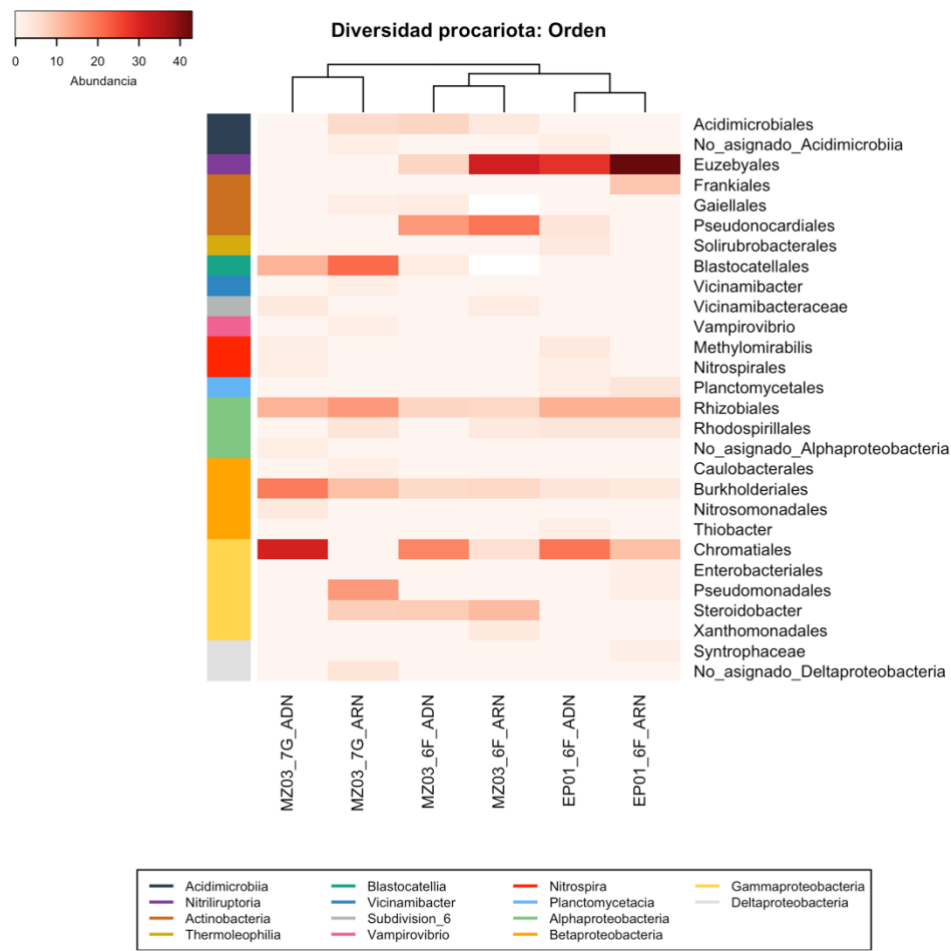 Diversidad procariota: Orden
0 10 20 30 40
Abundancia
Acidimicrobiales
No_asignado_Acidimicrobiia
Euzebyales
Frankiales
Gaiellales
Pseudonocardiales
Solirubrobacterales
Blastocatellales
Vicinamibacter
Vicinamibacteraceae
Vampirovibrio
Methylomirabilis
Nitrospirales
Planctomycetales
Rhizobiales
Rhodospirillales
No_asignado_Alphaproteobacteria
Caulobacterales
Burkholderiales
Nitrosomonadales
Thiobacter
Chromatiales
Enterobacteriales
Pseudomonadales
Steroidobacter
Xanthomonadales
Syntrophaceae
No_asignado_Deltaproteobacteria
MZ03_7G_ADN
MZ03_7G_ARN
MZ03_6F_ADN
MZ03_6F_ARN
EP01_6F_ADN
EP01_6F_ARN
Acidimicrobiia
Nitriliruptoria
Actinobacteria
Thermoleophilia
Blastocatellia
Vicinamibacter
Subdivision_6
Vampirovibrio
Nitrospira
Planctomycetacia
Alphaproteobacteria
Betaproteobacteria
Gammaproteobacteria
Deltaproteobacteria